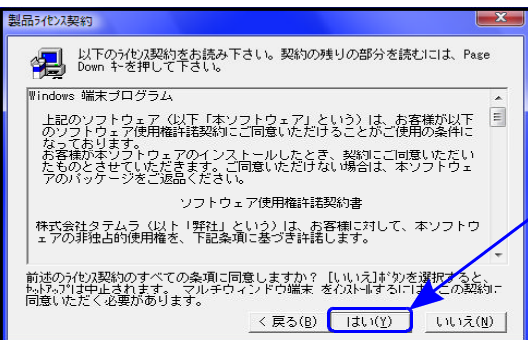 製品ライセンス契約
以下のライセンス契約をお読み下さい。契約の残りの部分を読むには、Page
Down キーを押して下さい。
Windows 端末プログラム
上記のソフトウェア（以下「本ソフトウェア」という）は、お客様が以下
のソフトウェア使用権許諾契約にご同意いただけることがご使用の条件に
なっております。
お客様が本ソフトウェアのインストールしたとき、契約にご同意いただい
たものとさせていただきます。ご同意いただけない場合は、本ソフトウェ
アのパッケージをご返品ください。
ソフトウェア使用権許諾契約書
株式会社タテムラ（以下「弊社」という）は、お客様に対して、本ソフトウ
ェアの非独占的使用権を、下記条項に基づき許諾します。
前述のライセンス契約のすべての条項に同意しますか？ [いいえ]ボタンを選択すると、
セットアップは中止されます。 マルチウィンドウ端末 をインストールするには、この契約に
同意いただく必要があります。
< 戻る(B)
はい(Y)
いいえ(N)